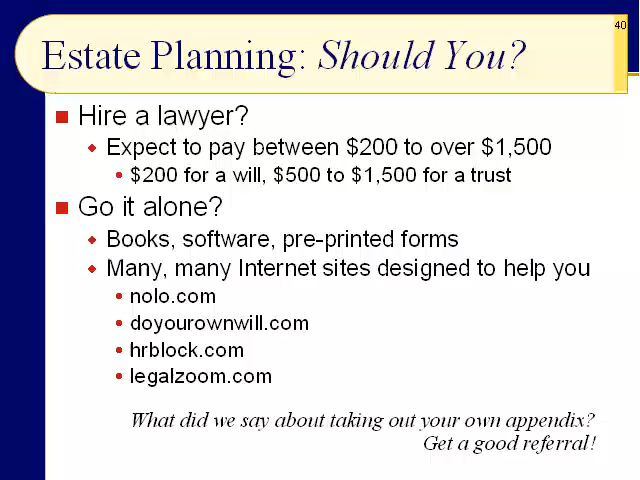 40
Estate Planning: Should You?
Hire a lawyer?
Expect to pay between $200 to over $1,500
$200 for a will, $500 to $1,500 for a trust
Go it alone?
Books, software, pre-printed forms
Many, many Internet sites designed to help you
nolo.com
doyourownwill.com
hrblock.com
legalzoom.com
What did we say about taking out your own appendix?
Get a good referral!